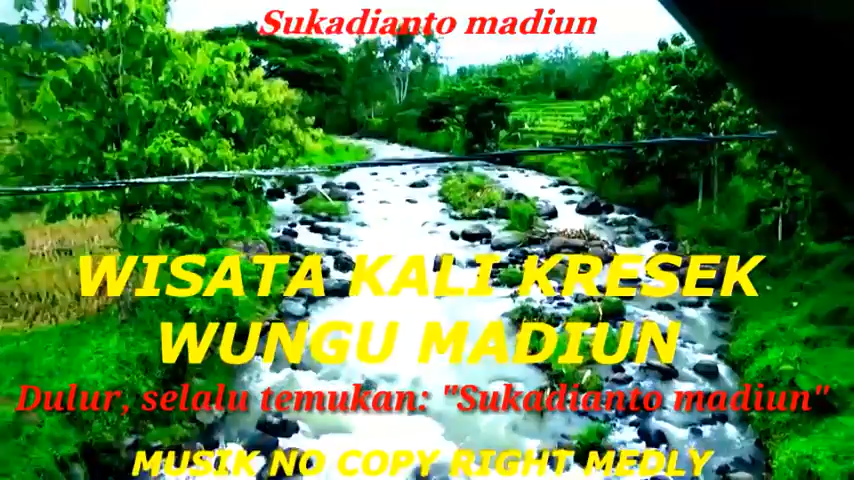 Sukadianto madiun
WISATA KALI KRESEK
WUNGU MADIUN
Dulur, selalu temukan: "Sukadianto madiun"
MUSIK NO COPY RIGHT MEDLY